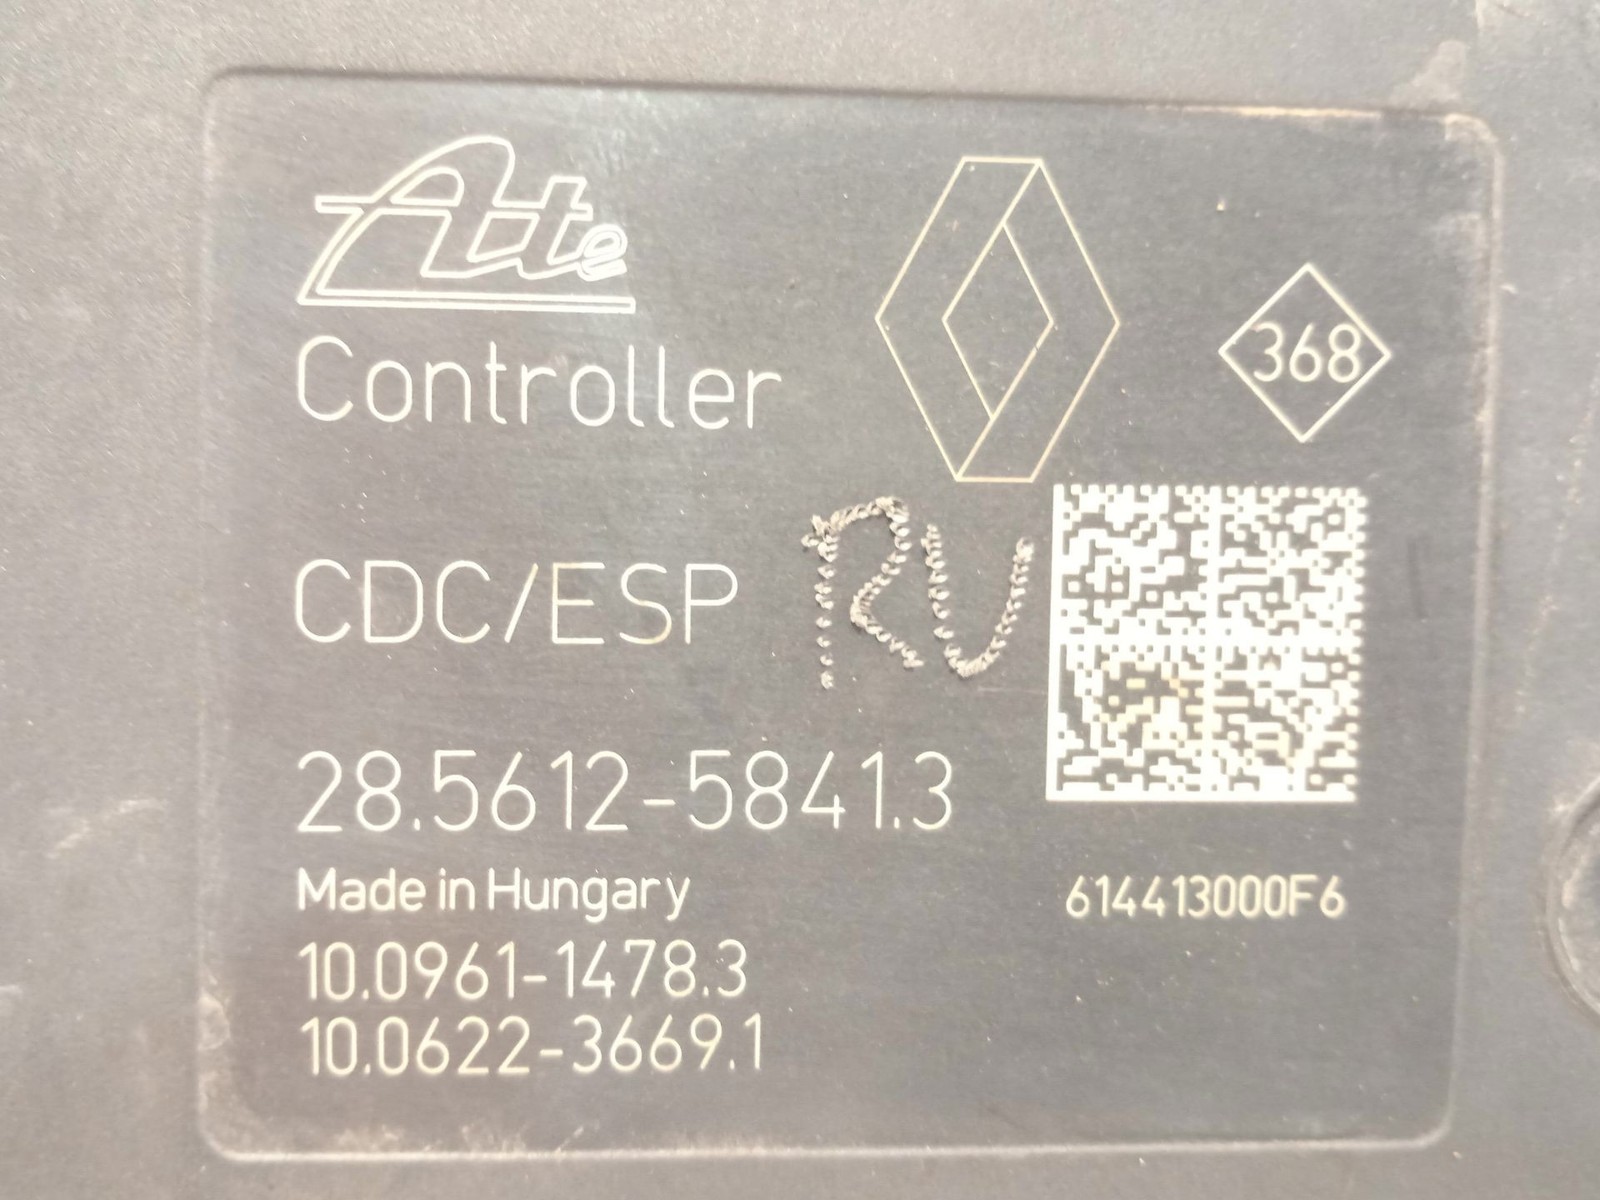 Ate
368
Controller
CDC/ESP
RU
28.5612-5841.3
Made in Hungary
614413000F6
10.0961-1478.3
10.0622-3669.1